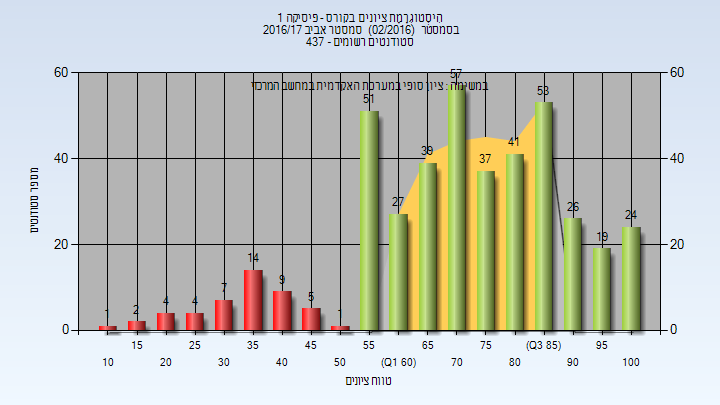 היסטוגרמת ציונים בקורס - פיסיקה 1
בסמסטר (02/2016) סמסטר אביב 2016/17
סטודנטים רשומים - 437
במשימה : ציון סופי במערכת האקדמית במחשב המרכזי
מספר סטודנטים
60 60
40 40
20 20
0 0
1 2 4 4 7 14 9 5 1 51 27 39 57 37 41 53 26 19 24
15 25 35 45 55 65 75 (Q3 85) 95
10 20 30 40 50 (Q1 60) 70 80 90 100
טווח ציונים